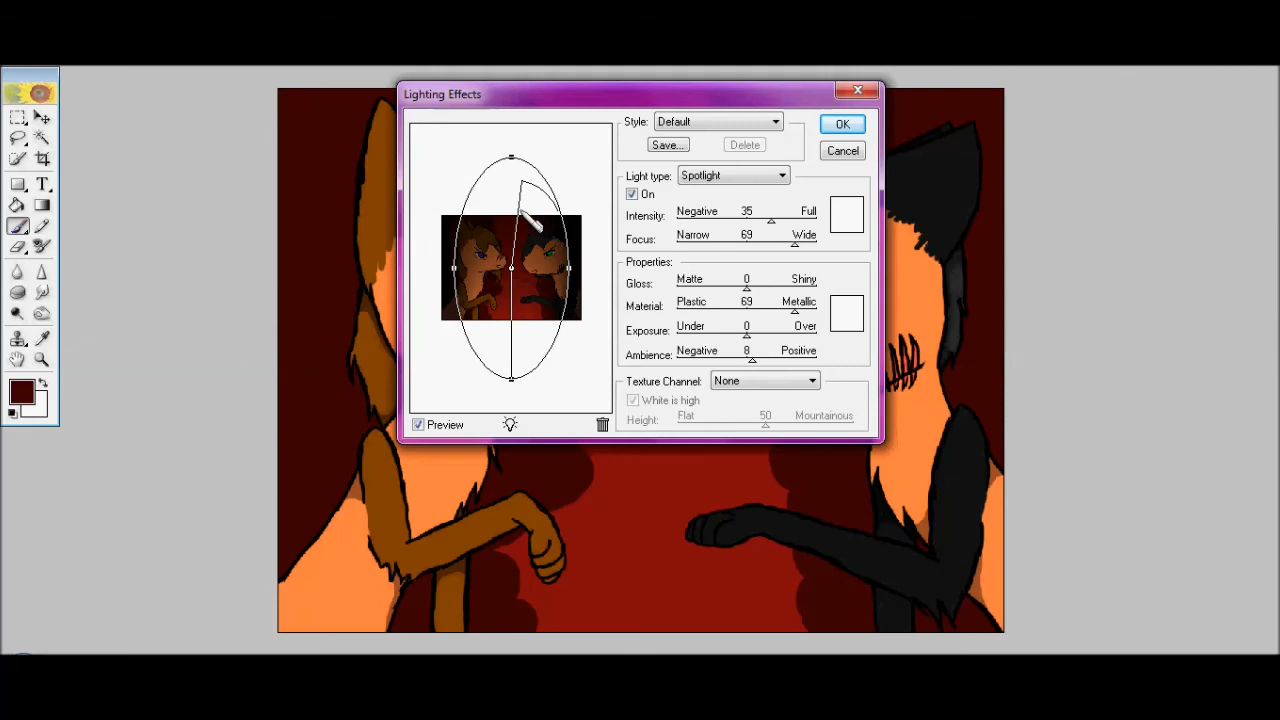 Lighting Effects
Style: Default
OK
Save... Delete
Cancel
Light type: Spotlight
On
Intensity: Negative 35 Full
Focus: Narrow 69 Wide
Properties:
Gloss: Matte 0 Shiny
Material: Plastic 69 Metallic
Exposure: Under 0 Over
Ambience: Negative 8 Positive
Texture Channel: None
White is high
Height: Flat 50 Mountainous
Preview
T